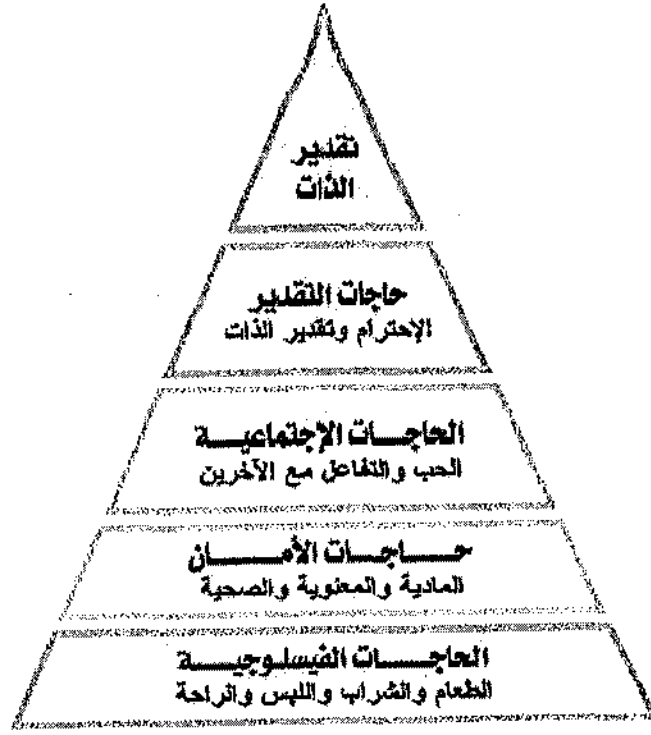 تقدير
الذات
حاجات التقدير
الإحترام وتقدير الذات
الحاجات الإجتماعية
الحب والتفاعل مع الآخرين
حاجات الأمان
المادية والمعنوية والصحية
الحاجات الفيسلوجية
الطعام والشراب واللبس والراحة